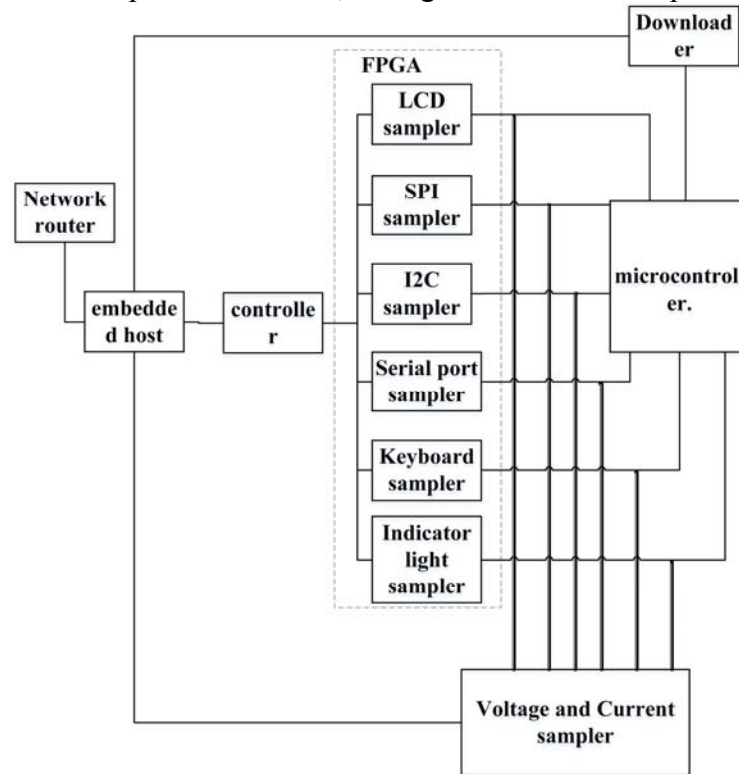 Download
er
FPGA
LCD
sampler
SPI
sampler
Network
router
I2C
sampler
microcontrol
er.
embedde
d host
controlle
r
Serial port
sampler
Keyboard
sampler
Indicator
light
sampler
Voltage and Current
sampler